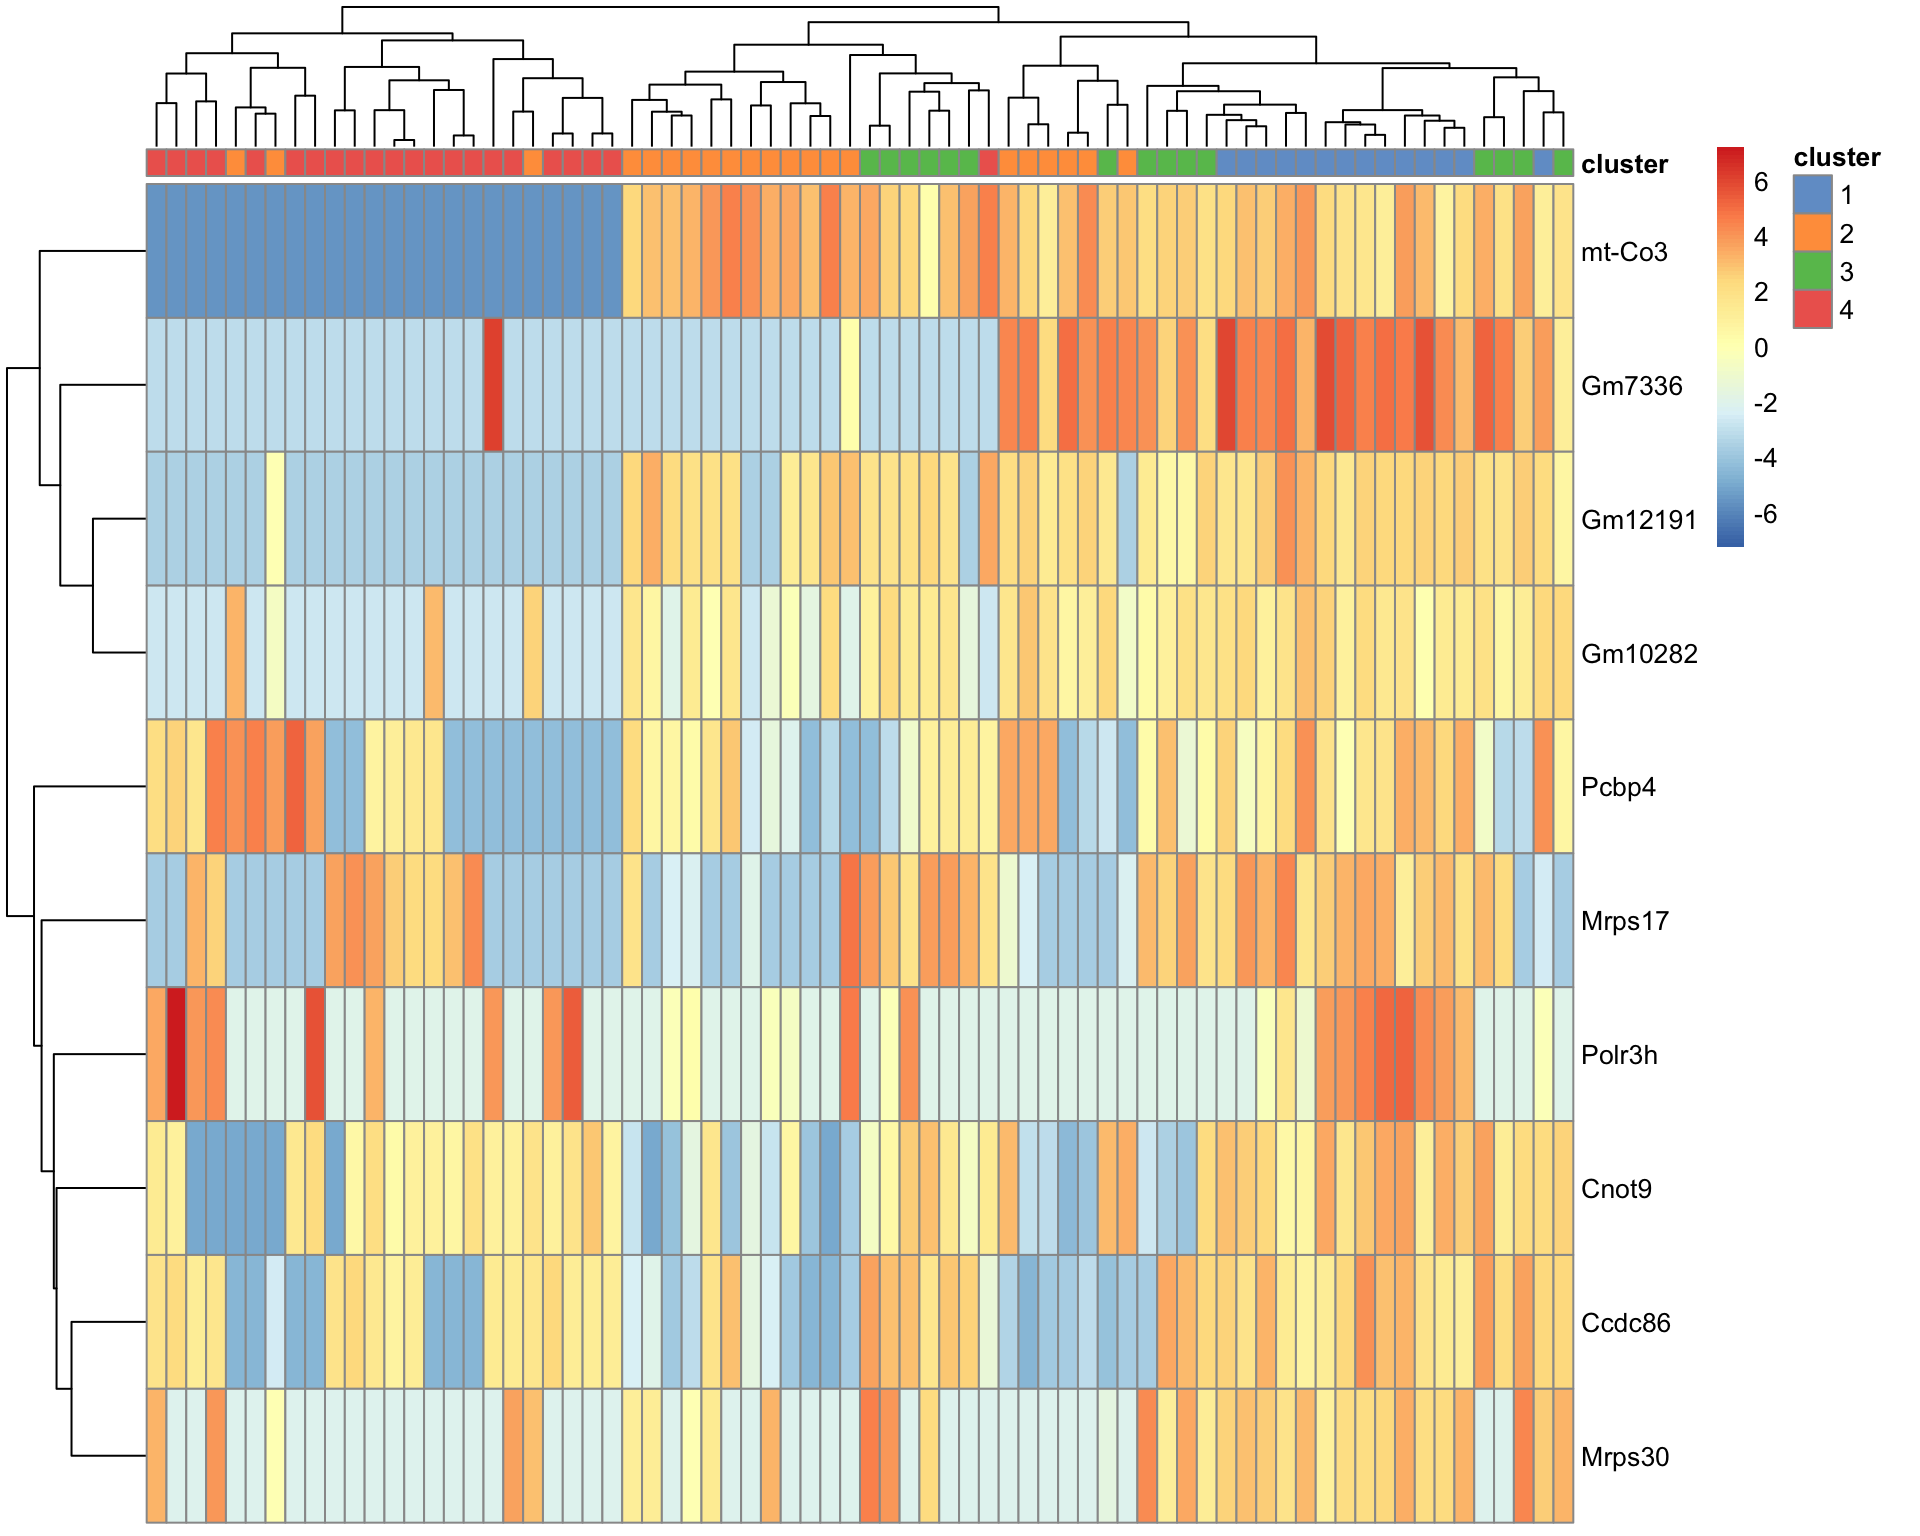 cluster
mt-Co3
Gm7336
Gm12191
Gm10282
Pcbp4
Mrps17
Polr3h
Cnot9
Ccdc86
Mrps30
6
4
2
0
-2
-4
-6
cluster
1
2
3
4